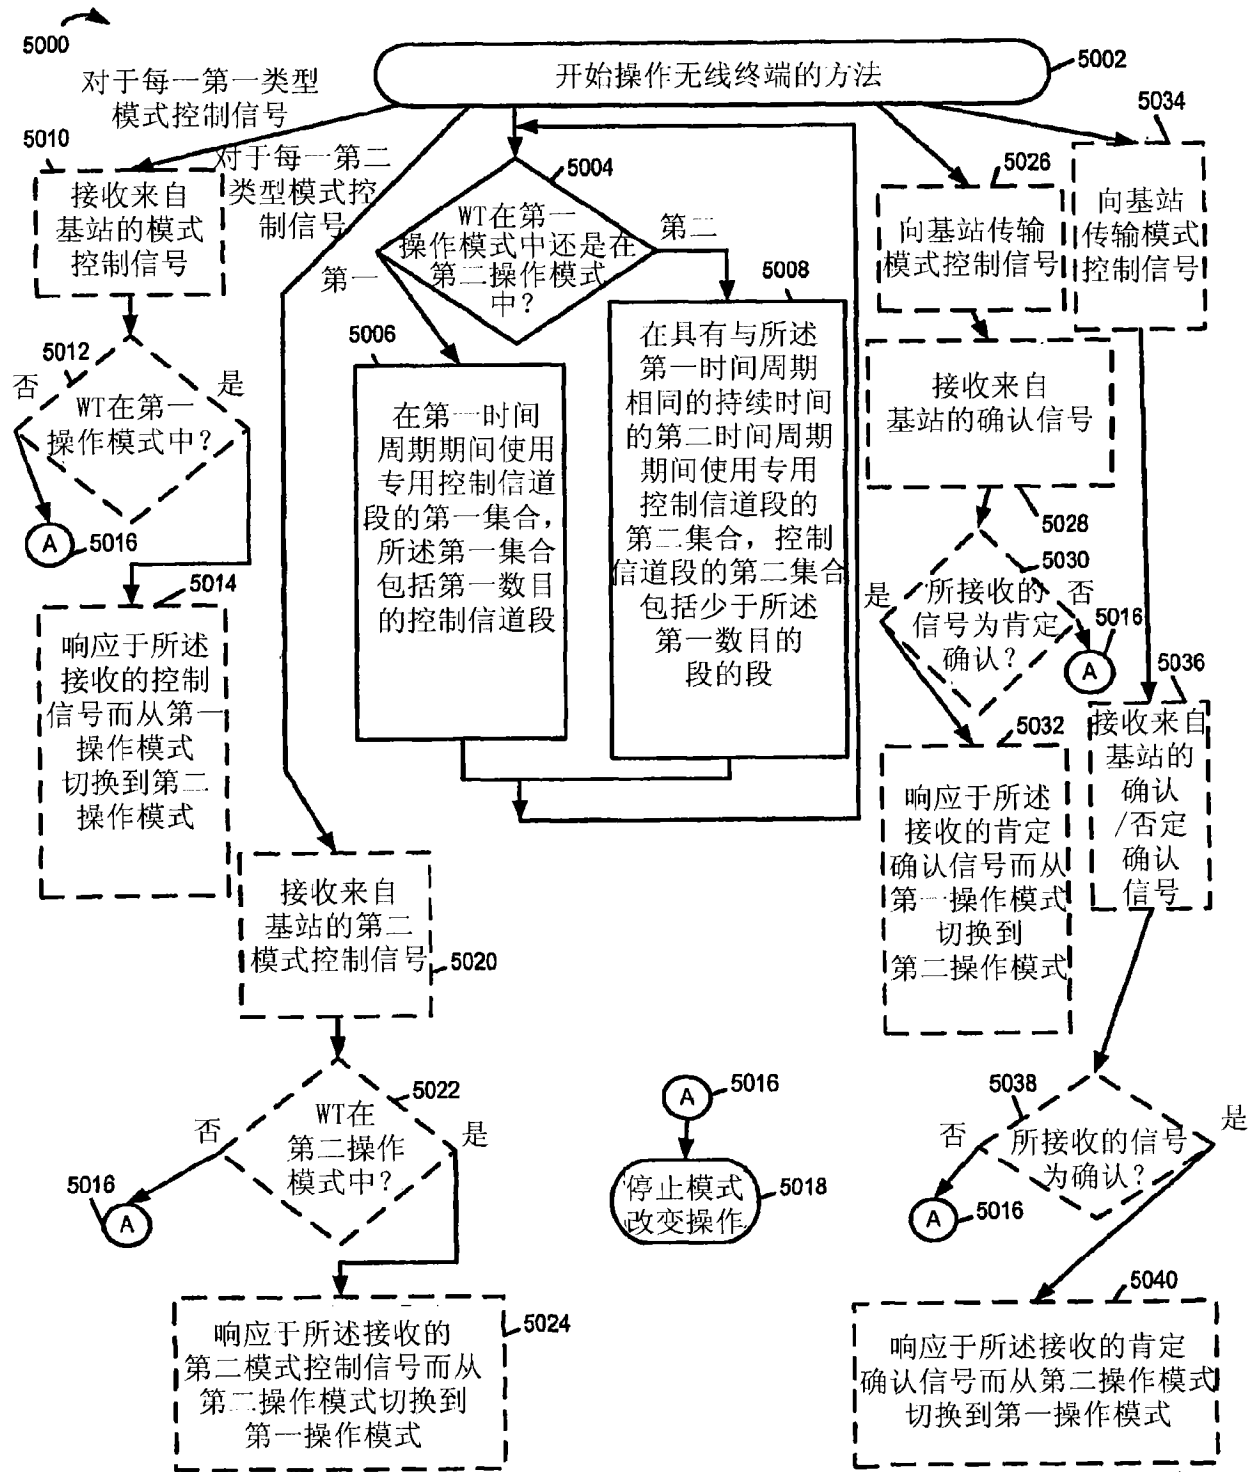 5000
开始操作无线终端的方法
5002
对于每一第一类型
模式控制信号
对于每一第二
类型模式控
制信号
5010
接收来自
基站的模式
控制信号
5012
WT在第一
操作模式中?
否
是
A
5016
5014
响应于所述
接收的控制
信号而从第一
操作模式
切换到第二
操作模式
5004
WT在第一
操作模式中还是在
第二操作模式
中?
第一
第二
5006
在第一时间
周期期间使用
专用控制信道
段的第一集合,
所述第一集合
包括第一数目
的控制信道段
5008
在具有与所述
第一时间周期
相同的持续时间
的第二时间周期
期间使用专用
控制信道段的
第二集合, 控制
信道段的第二集合
包括少于所述
第一数目的
段的段
5020
接收来自
基站的第二
模式控制信号
5022
WT在
第二操作
模式中?
否
是
5016
A
5024
响应于所述接收的
第二模式控制信号而从
第二操作模式切换到
第一操作模式
A
5016
停止模式
改变操作
5018
5026
向基站传输
模式控制信号
接收来自
基站的确认信号
5028
5030
所接收的
信号为肯定
确认?
是
否
5016
A
5032
响应于所述
接收的肯定
确认信号而从
第一操作模式
切换到
第二操作模式
5034
向基站
传输模式
控制信号
5036
接收来自
基站的
确认
/否定
确认
信号
5038
所接收的信号
为确认?
否
是
A
5016
5040
响应于所述接收的肯定
确认信号而从第二操作模式
切换到第一操作模式